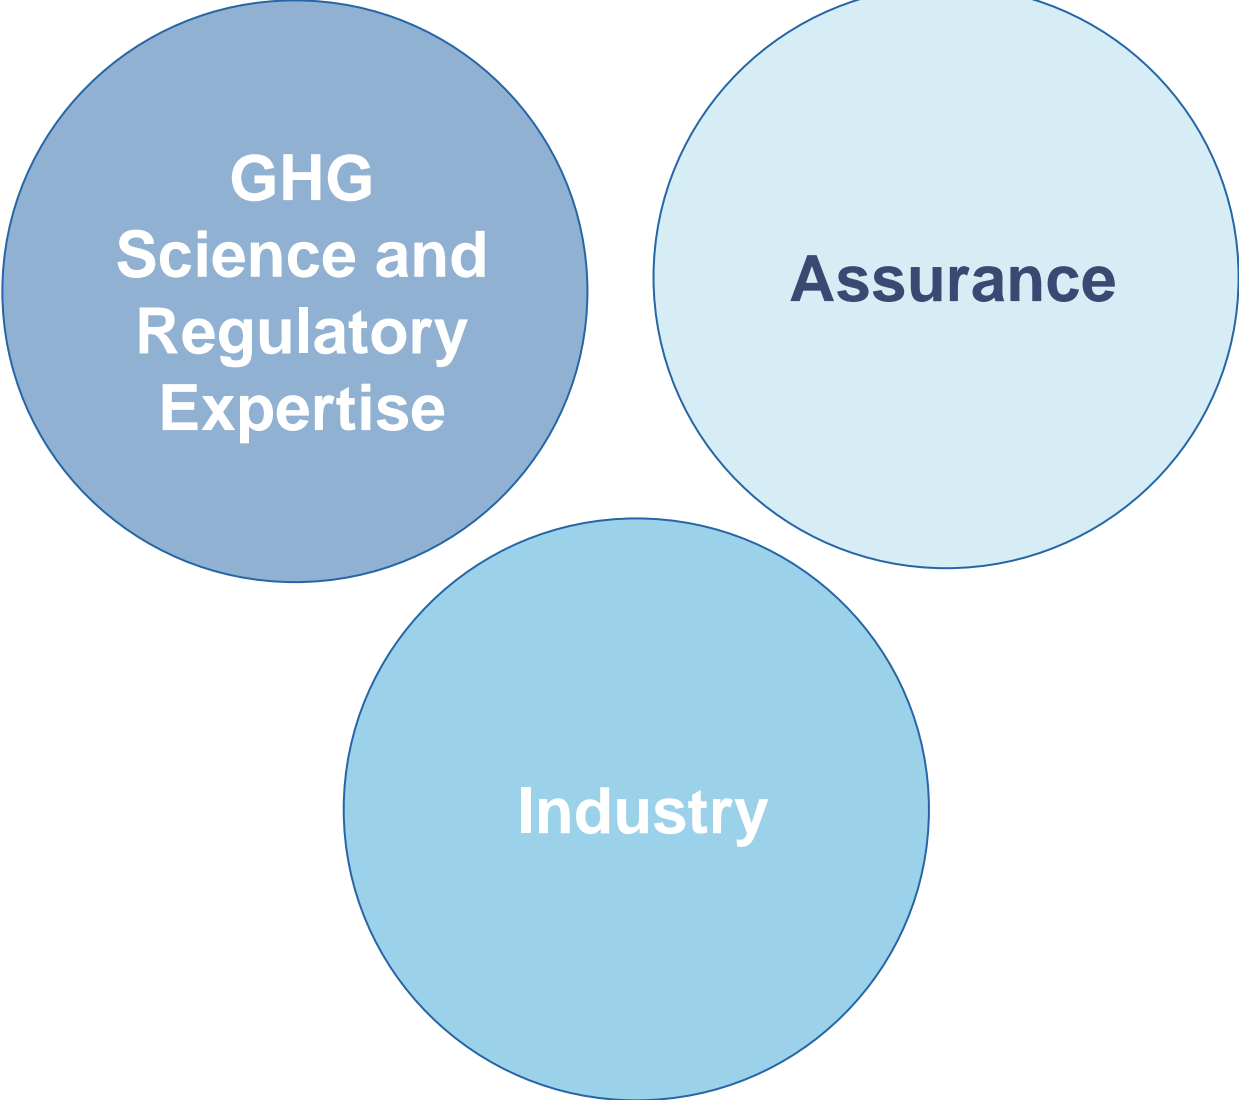 GHG
Science and
Regulatory
Expertise
Assurance
Industry